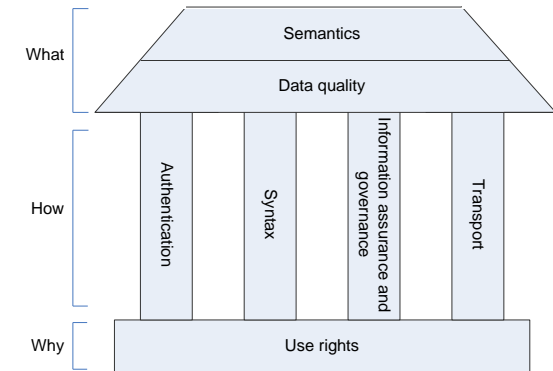 What
Semantics
Data quality
How
Authentication
Syntax
Information assurance and
governance
Transport
Why
Use rights